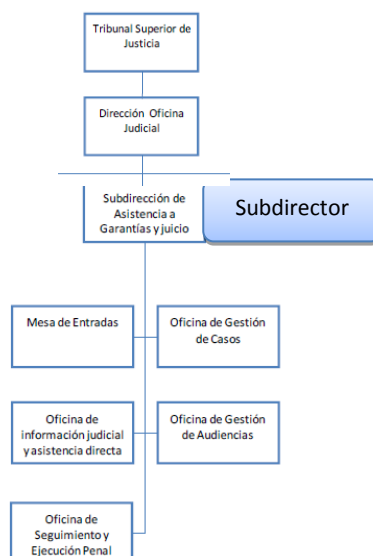 Tribunal Superior de
Justicia
Dirección Oficina
Judicial
Subdirección de
Asistencia a
Garantías y juicio
Subdirector
Mesa de Entradas
Oficina de Gestión
de Casos
Oficina de
información judicial
y asistencia directa
Oficina de Gestión
de Audiencias
Oficina de
Seguimiento y
Ejecución Penal